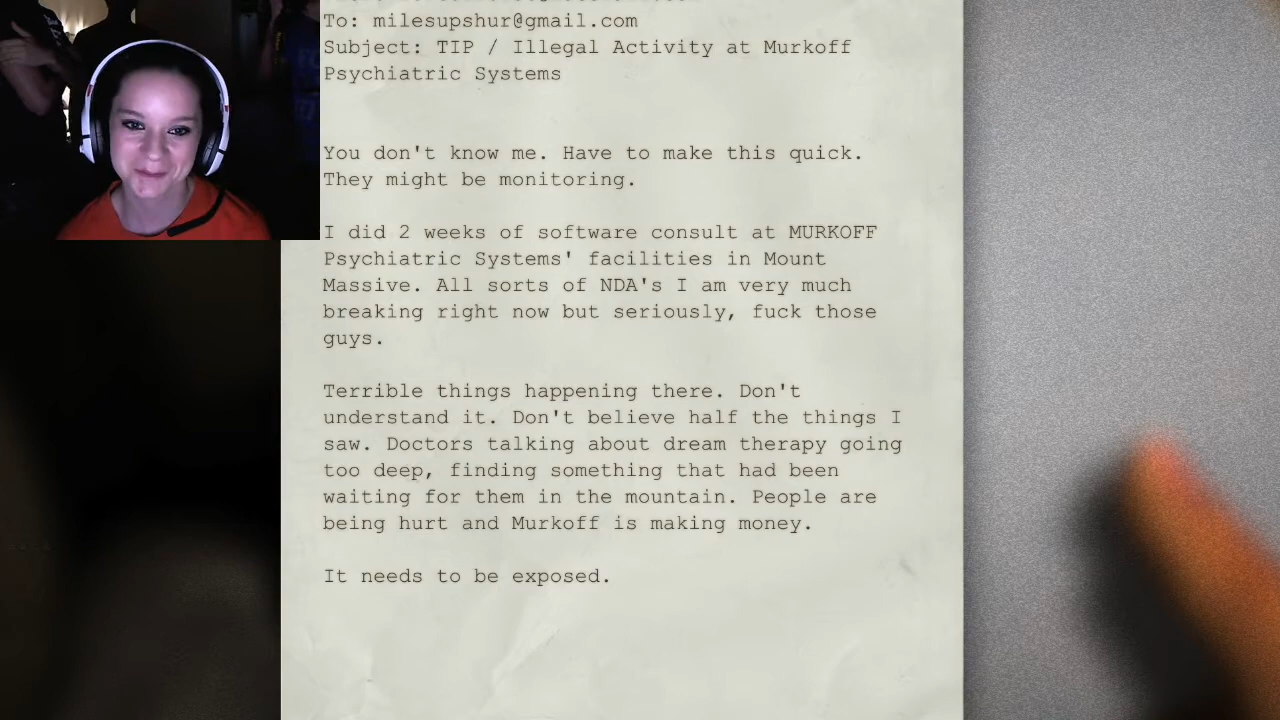 To: milesupshur@gmail.com
Subject: TIP / Illegal Activity at Murkoff
Psychiatric Systems
You don't know me. Have to make this quick.
They might be monitoring.
I did 2 weeks of software consult at MURKOFF
Psychiatric Systems' facilities in Mount
Massive. All sorts of NDA's I am very much
breaking right now but seriously, fuck those
guys.
Terrible things happening there. Don't
understand it. Don't believe half the things I
saw. Doctors talking about dream therapy going
too deep, finding something that had been
waiting for them in the mountain. People are
being hurt and Murkoff is making money.
It needs to be exposed.